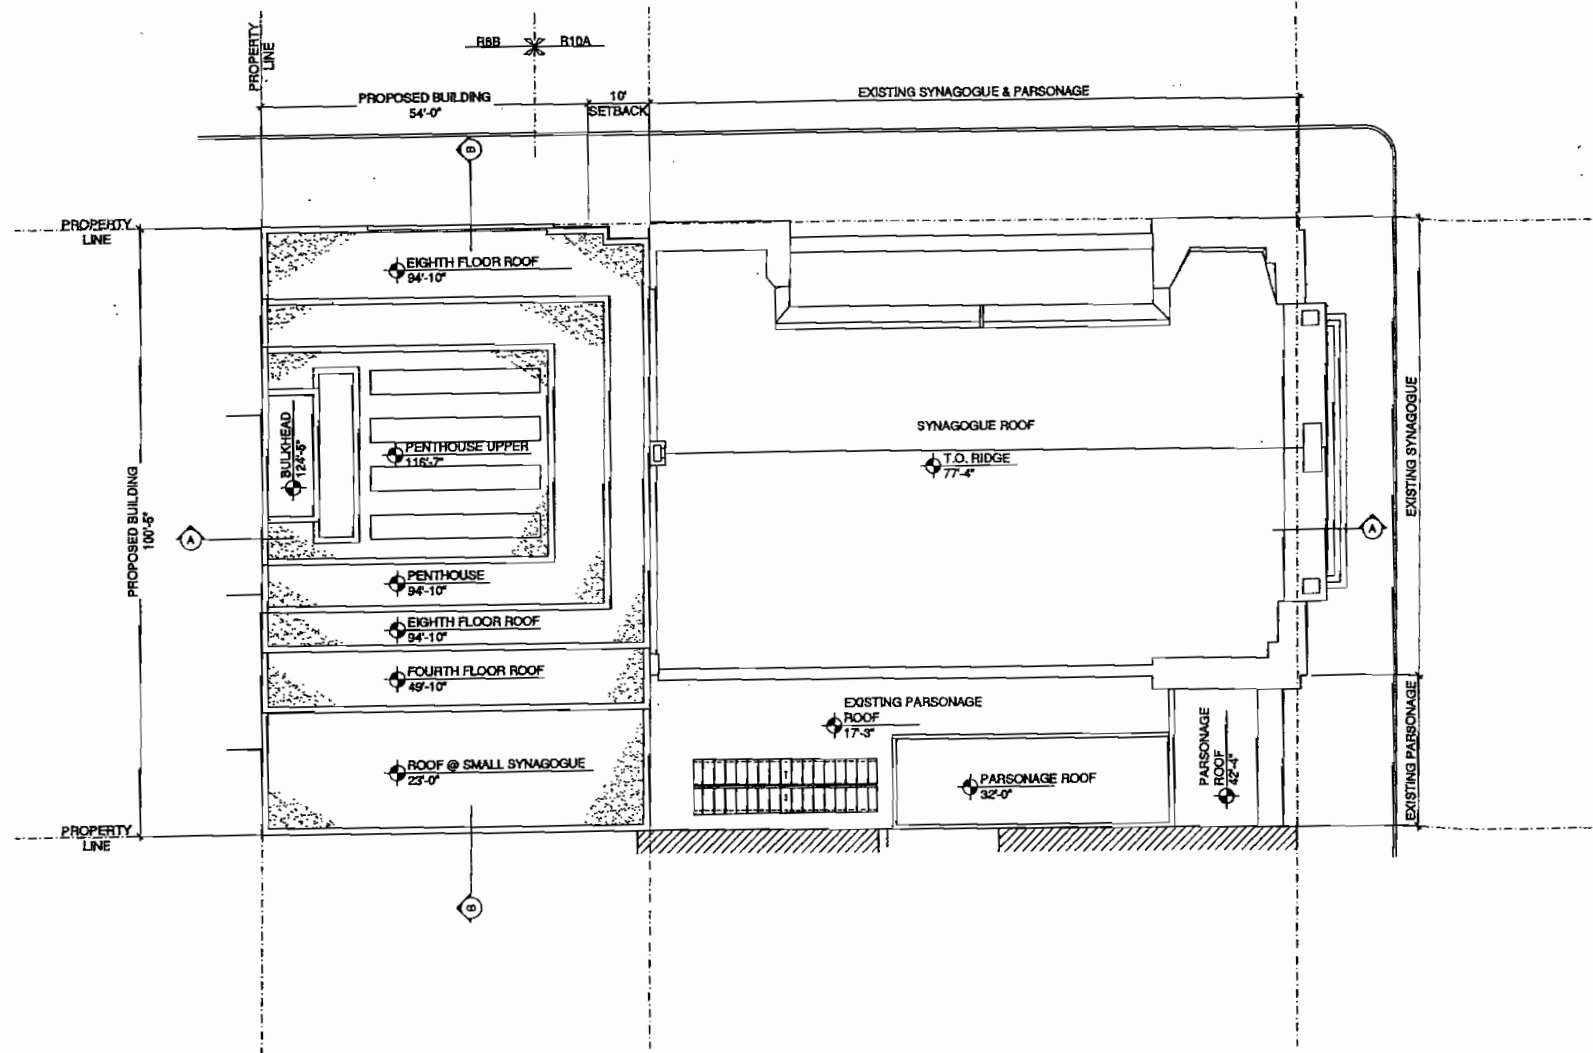 PROPERTY
LINE
R8B
R10A
PROPOSED BUILDING
54'-0"
10'
SETBACK
EXISTING SYNAGOGUE & PARSONAGE
B
PROPERTY
LINE
EIGHTH FLOOR ROOF
94'-10"
BULKHEAD
124'-5"
PENTHOUSE UPPER
116'-7"
SYNAGOGUE ROOF
T.O. RIDGE
77'-4"
EXISTING SYNAGOGUE
PROPOSED BUILDING
100'-5"
A
A
PENTHOUSE
94'-10"
EIGHTH FLOOR ROOF
94'-10"
FOURTH FLOOR ROOF
49'-10"
EXISTING PARSONAGE
ROOF
17'-3"
PARSONAGE
ROOF
42'-4"
EXISTING PARSONAGE
ROOF @ SMALL SYNAGOGUE
23'-0"
PARSONAGE ROOF
32'-0"
PROPERTY
LINE
B